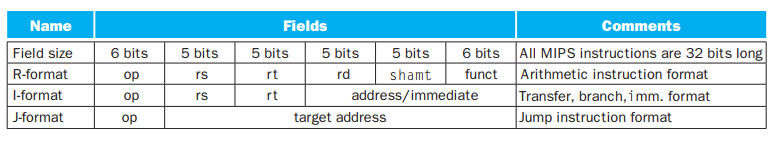 Name Fields Comments
Field size 6 bits 5 bits 5 bits 5 bits 5 bits 6 bits All MIPS instructions are 32 bits long
R-format op rs rt rd shamt funct Arithmetic instruction format
I-format op rs rt address/immediate Transfer, branch,imm. format
J-format op target address Jump instruction format